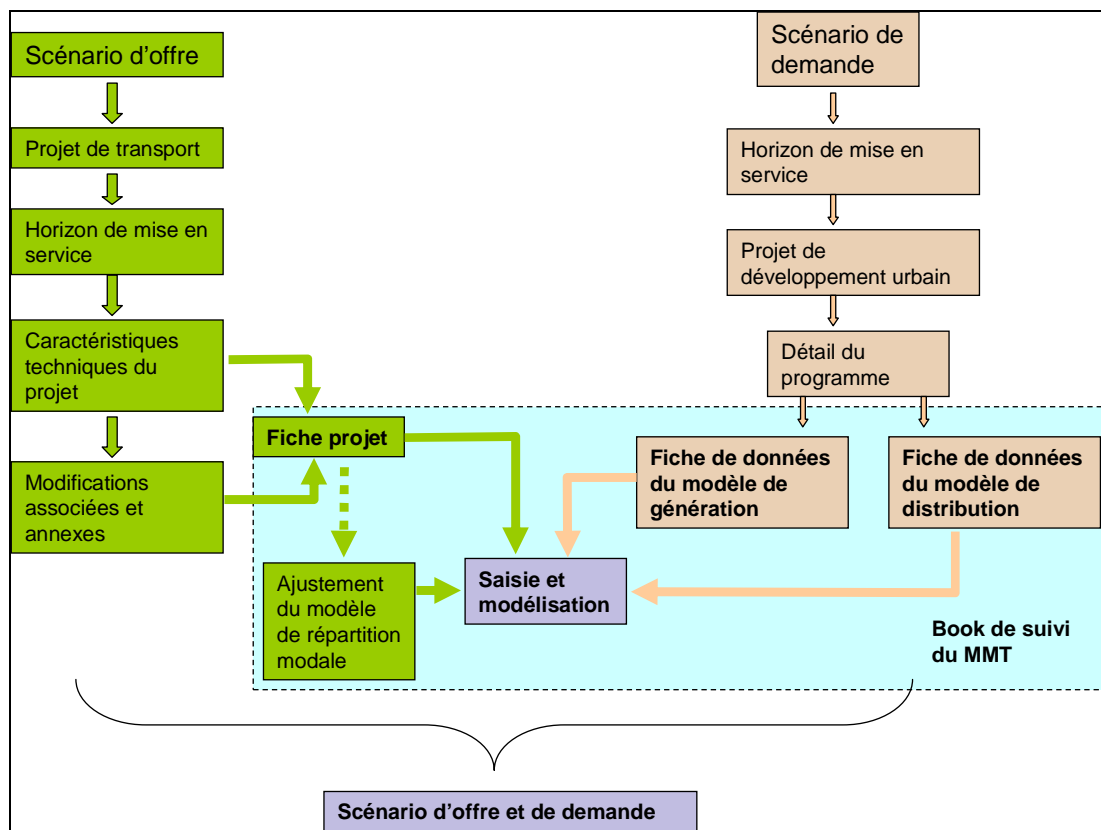 Scénario d'offre
Projet de transport
Horizon de mise en
service
Caractéristiques
techniques du
projet
Modifications
associées et
annexes
Scénario de
demande
Horizon de mise en
service
Projet de
développement urbain
Détail du
programme
Fiche projet
Fiche de données
du modèle de
génération
Fiche de données
du modèle de
distribution
Ajustement
du modèle
de répartition
modale
Saisie et
modélisation
Book de suivi
du MMT
Scénario d'offre et de demande